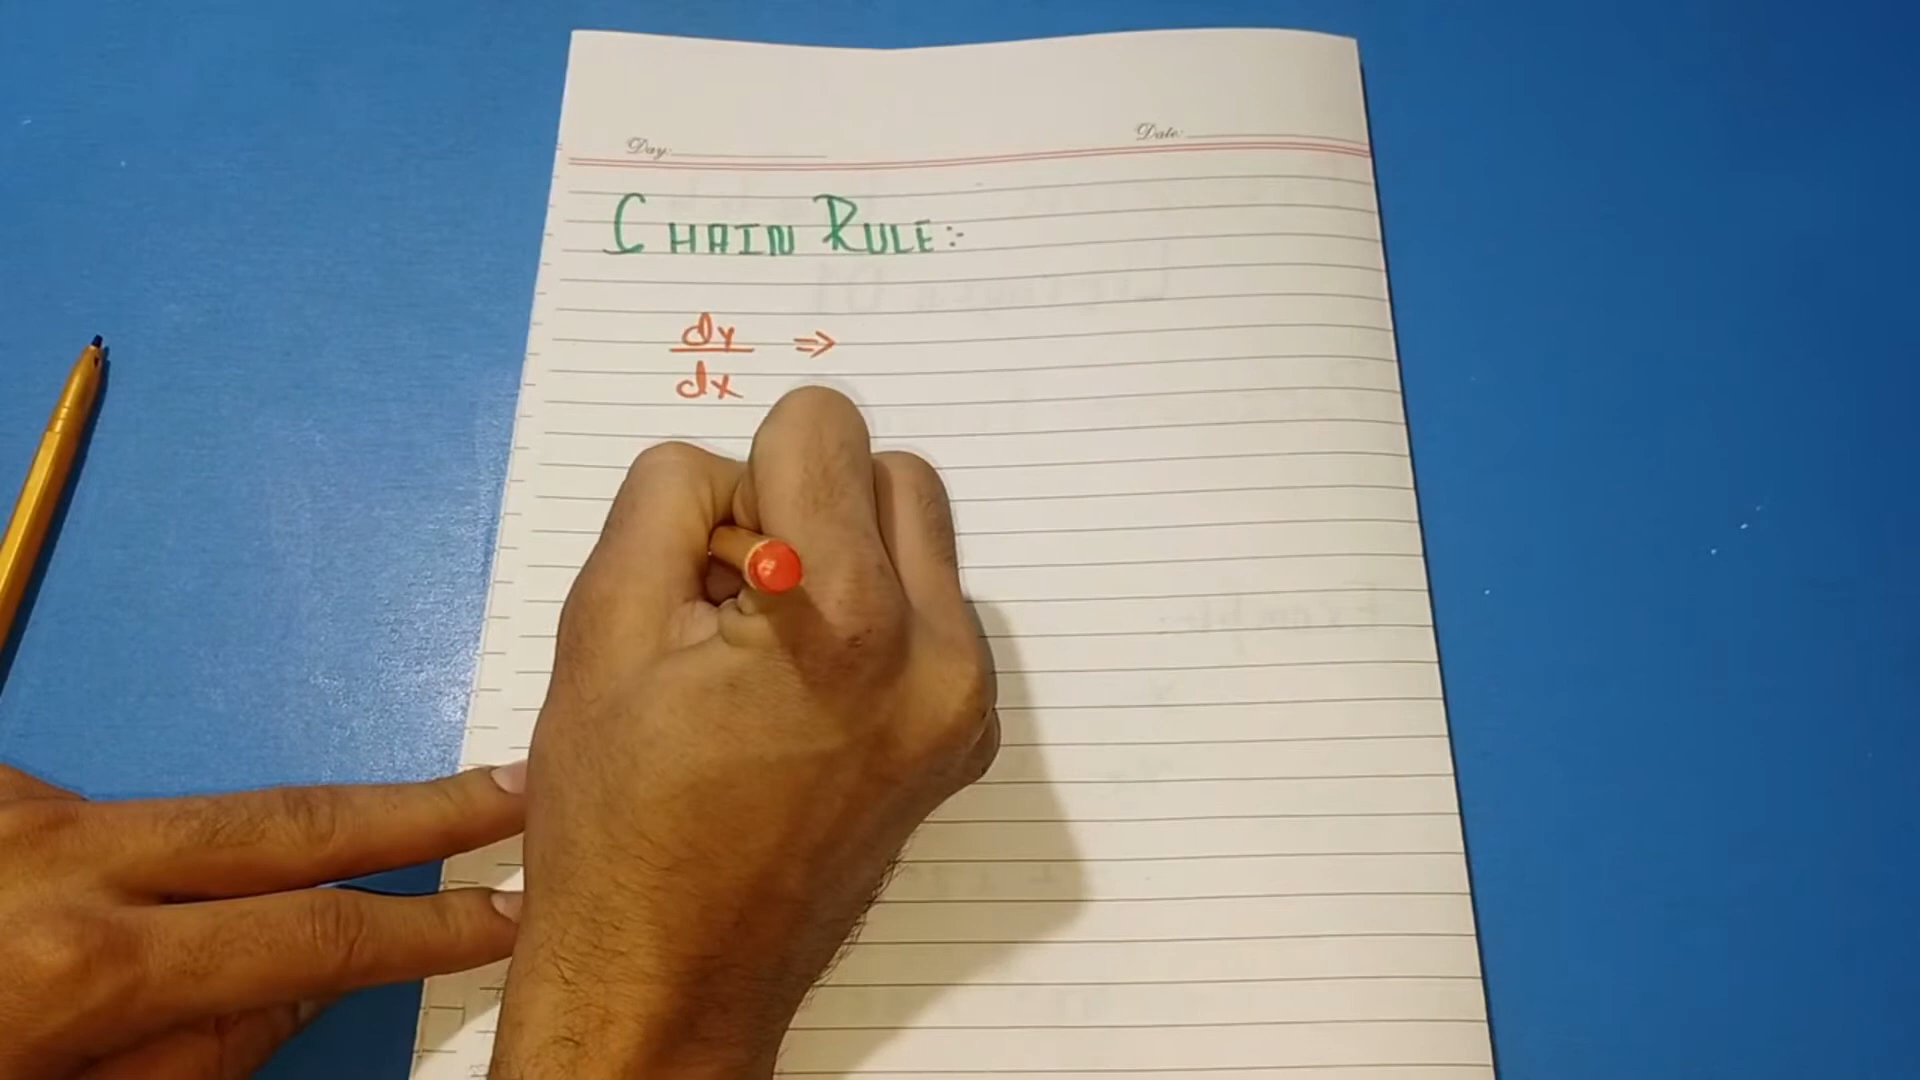 Day: Date:
CHAIN RULE:-
dy/dx ⇒